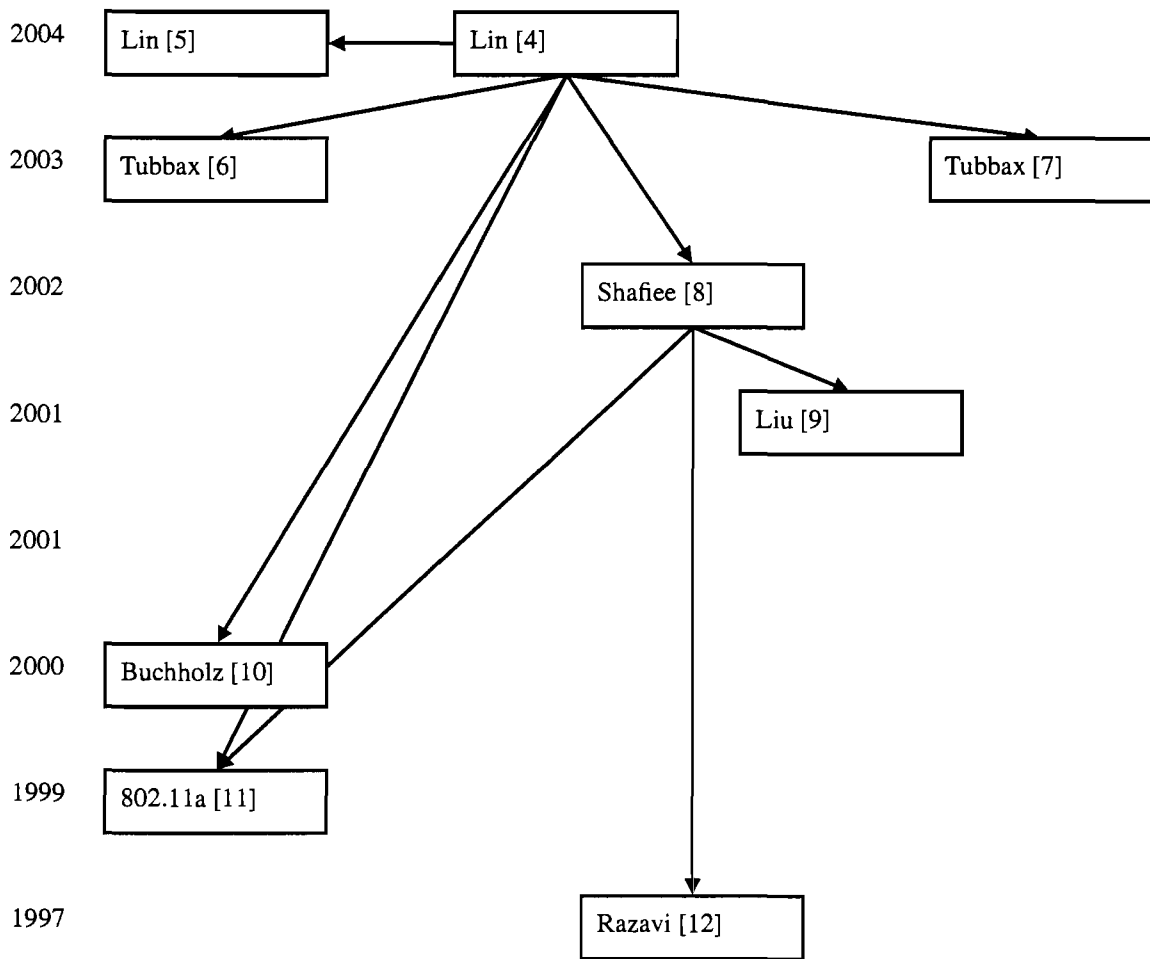 2004 Lin [5] Lin [4]
2003 Tubbax [6] Tubbax [7]
2002 Shafiee [8]
2001 Liu [9]
2001
2000 Buchholz [10]
1999 802.11a [11]
1997 Razavi [12]